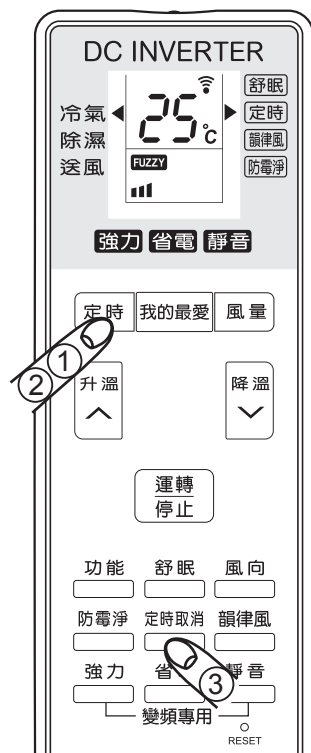 DC INVERTER
舒眠
冷氣 25℃ 定時
除濕 韻律風
送風 FUZZY 防霉淨
強力 省電 靜音
定時 我的最愛 風量
① ②
升溫 降溫
運轉
停止
功能 舒眠 風向
防霉淨 定時取消 韻律風
強力 省 靜音
③
變頻專用
RESET